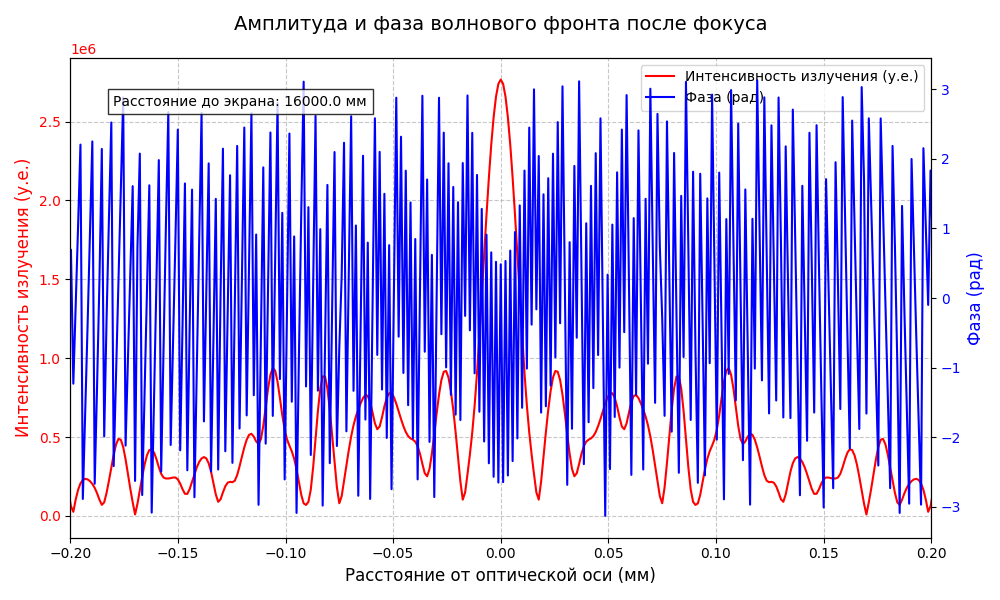 Амплитуда и фаза волнового фронта после фокуса
1e6
Интенсивность излучения (у.е.)
Фаза (рад)
Расстояние до экрана: 16000.0 мм
2.5
2.0
1.5
1.0
0.5
0.0
Интенсивность излучения (у.е.)
3
2
1
0
−1
−2
−3
Фаза (рад)
−0.20
−0.15
−0.10
−0.05
0.00
0.05
0.10
0.15
0.20
Расстояние от оптической оси (мм)